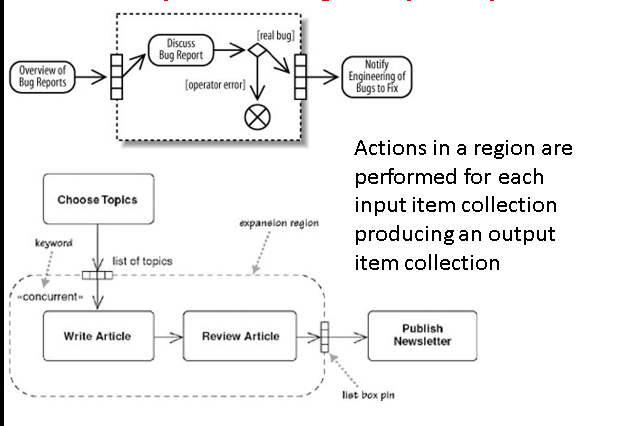 Discuss
Bug Report
[real bug]
Overview of
Bug Reports
[operator error]
Notify
Engineering of
Bugs to Fix
Actions in a region are
performed for each
input item collection
producing an output
item collection
Choose Topics
expansion region
keyword
list of topics
«concurrent»
Write Article
Review Article
Publish
Newsletter
list box pin